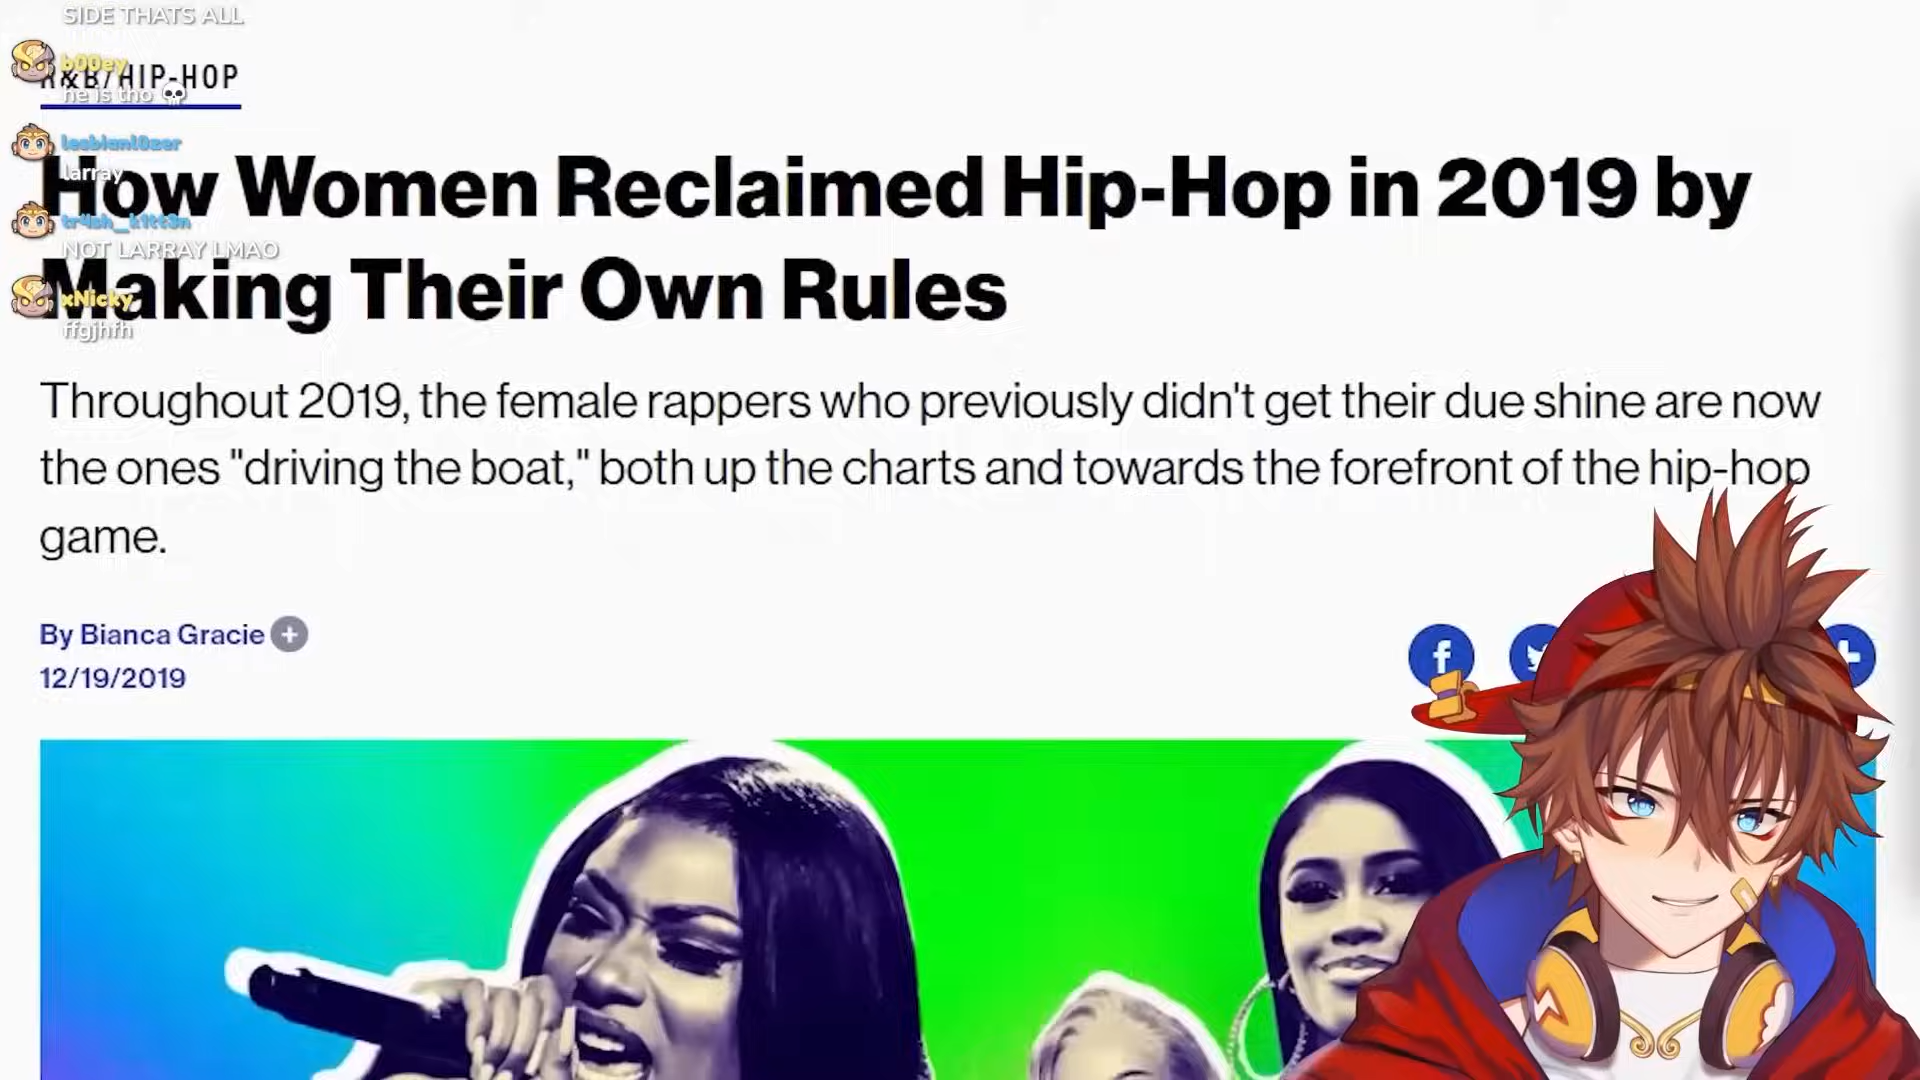 SIDE THATS ALL
b00ey
R&B/HIP-HOP
he is tho
lesbianl0zer
larray
How Women Reclaimed Hip-Hop in 2019 by
tr4sh_k1tt3n
NOT LARRAY LMAO
Making Their Own Rules
xNicky
ffgjhfh
Throughout 2019, the female rappers who previously didn't get their due shine are now
the ones "driving the boat," both up the charts and towards the forefront of the hip-hop
game.
By Bianca Gracie +
12/19/2019